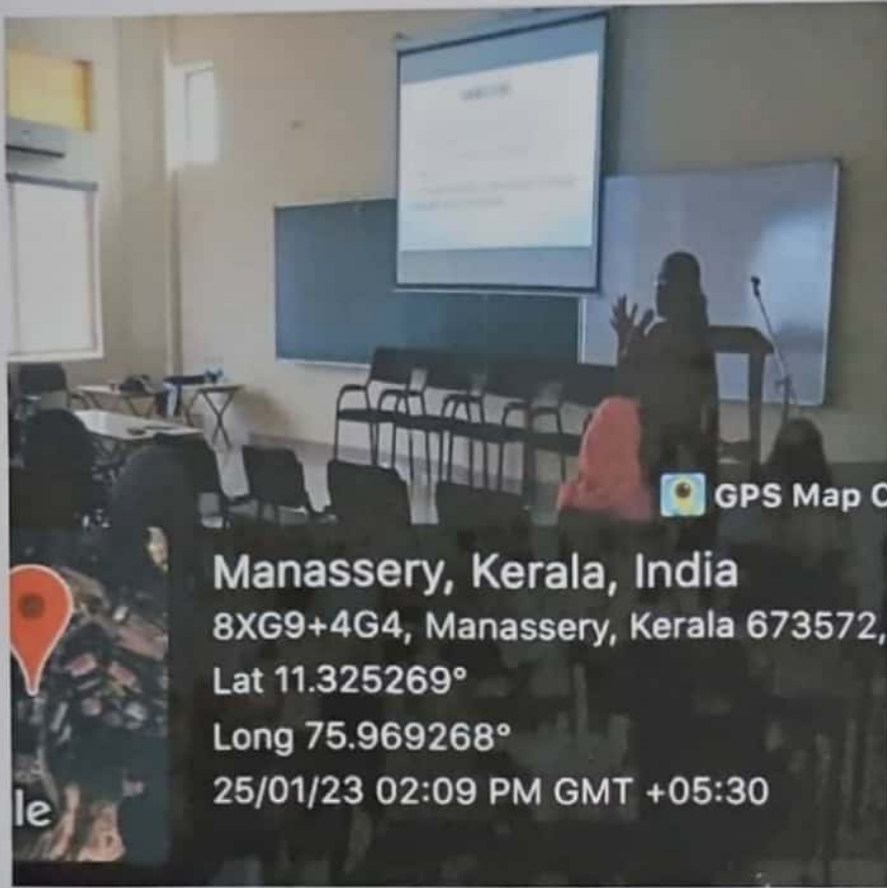 GPS Map C
Manassery, Kerala, India
8XG9+4G4, Manassery, Kerala 673572,
Lat 11.325269°
Long 75.969268°
25/01/23 02:09 PM GMT +05:30
le